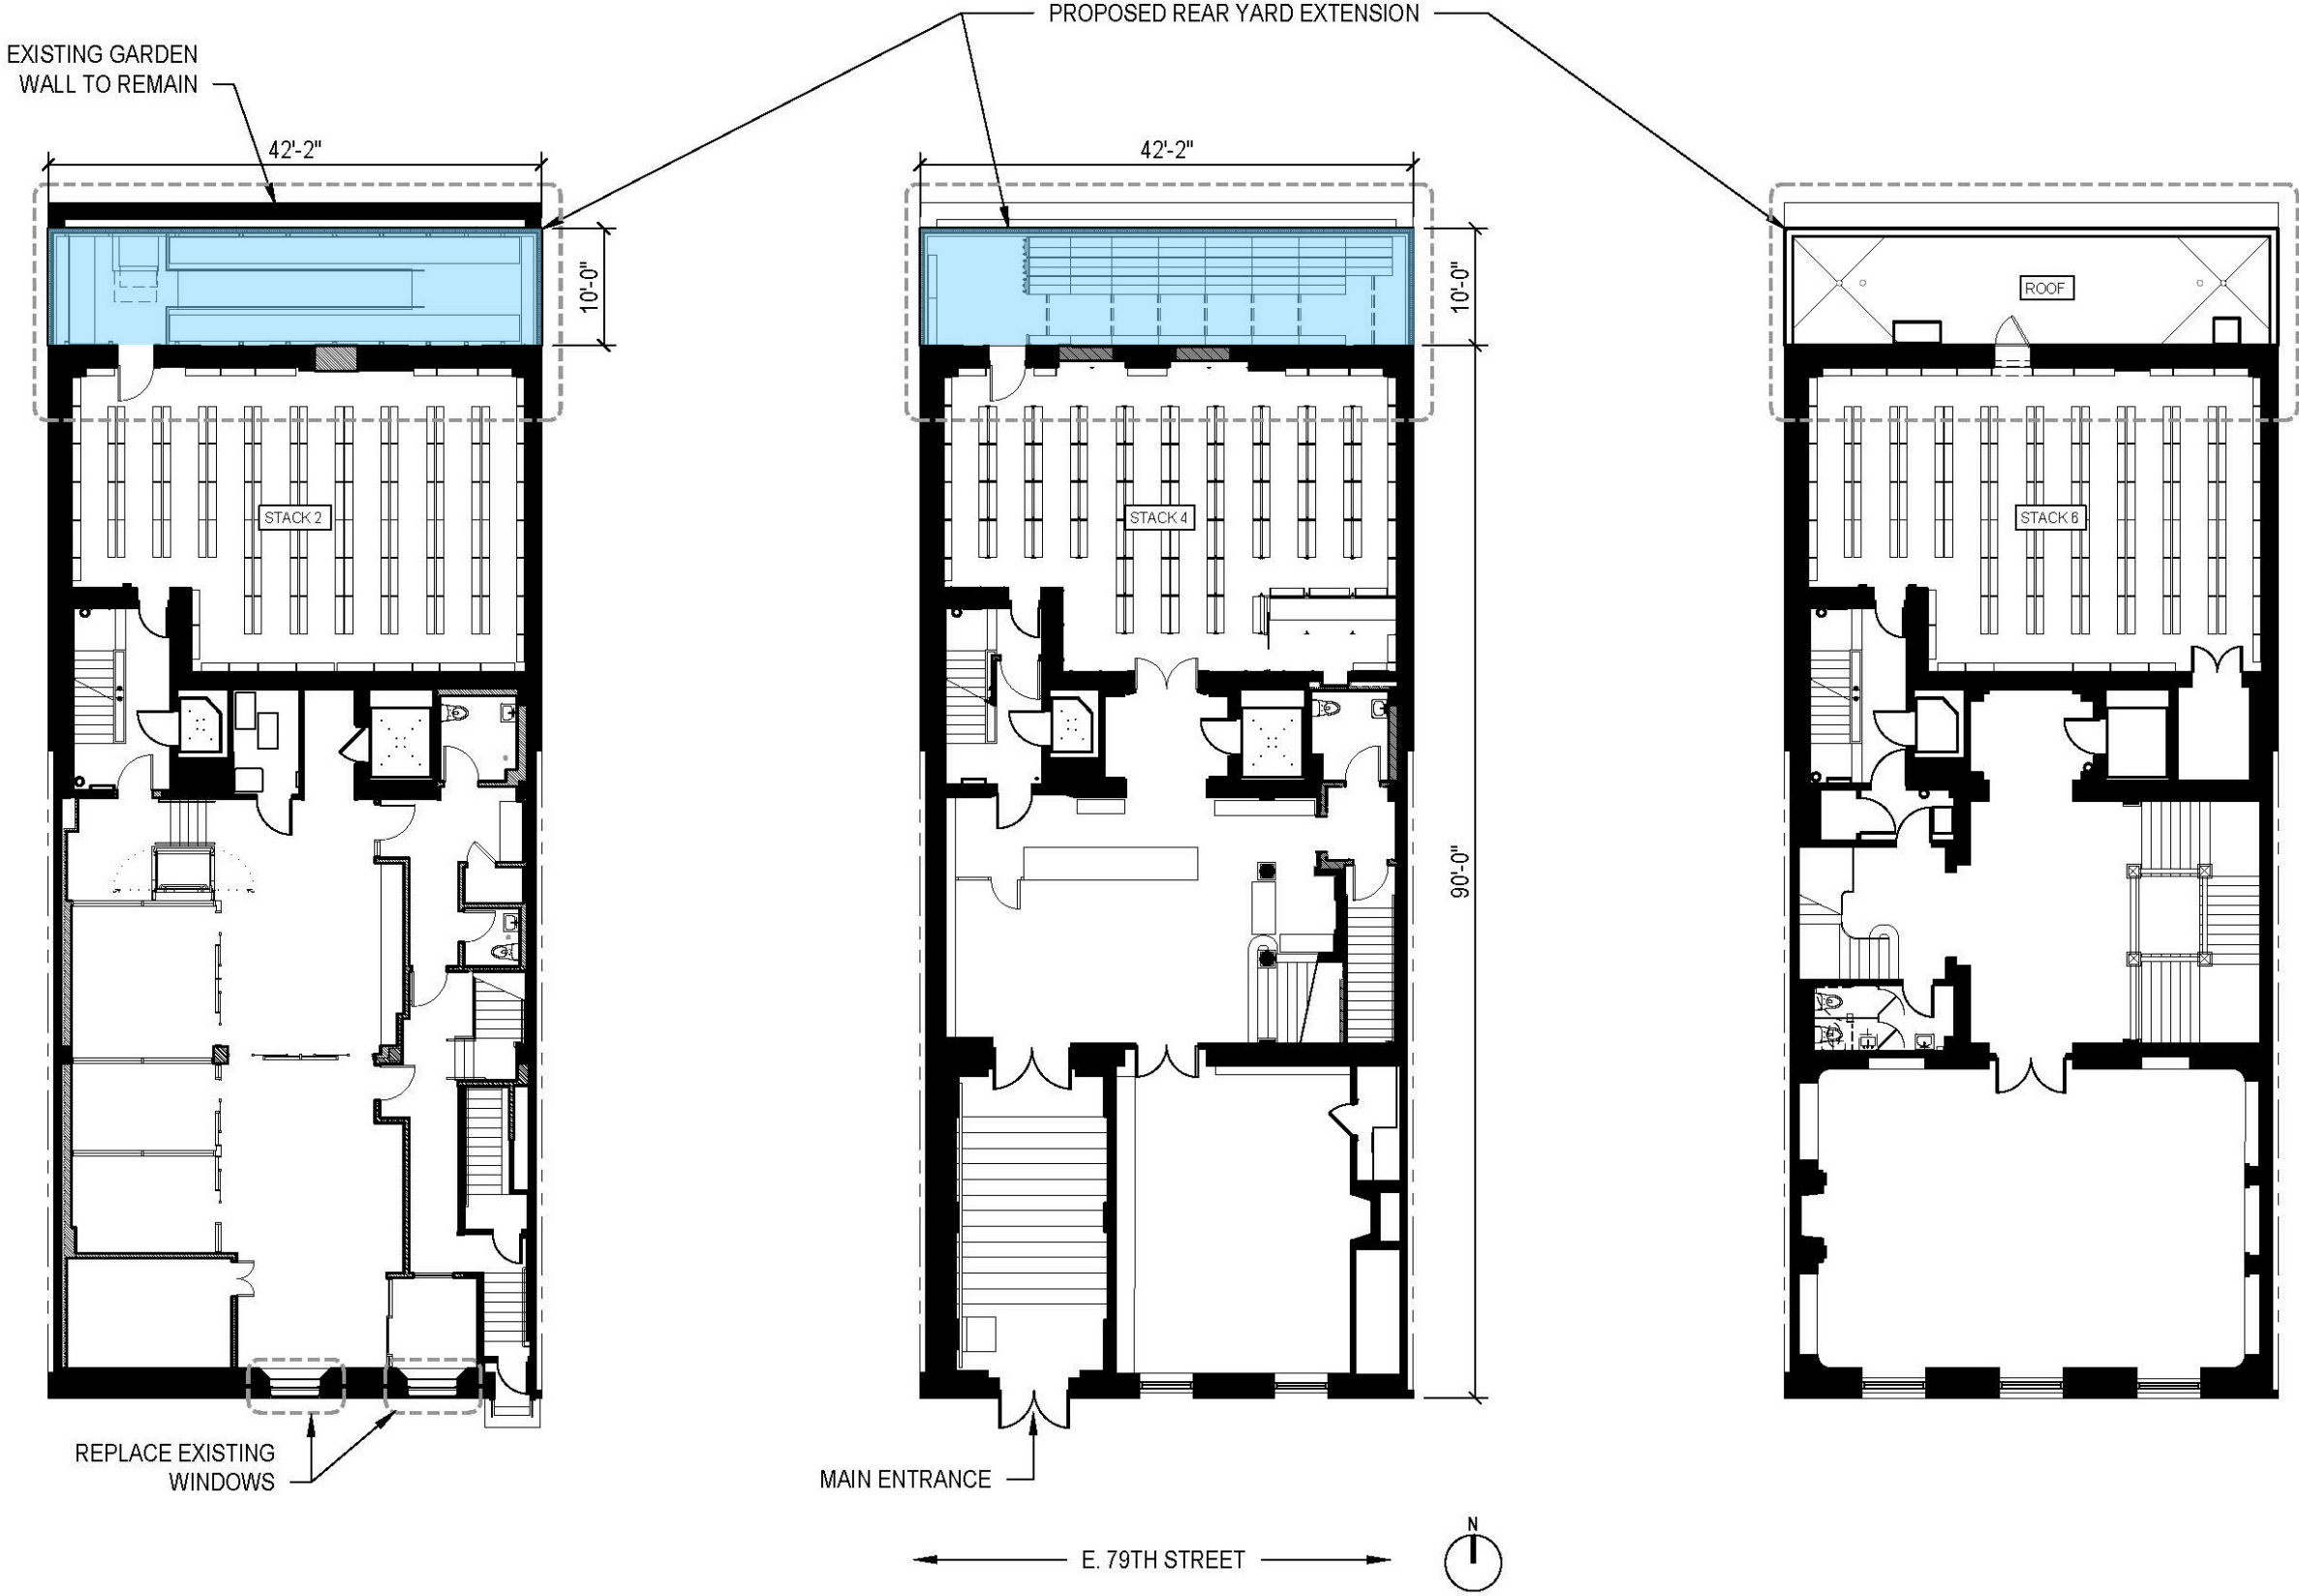 PROPOSED REAR YARD EXTENSION
EXISTING GARDEN
WALL TO REMAIN
42'-2"
42'-2"
10'-0"
10'-0"
ROOF
STACK 2
STACK 4
STACK 6
90'-0"
REPLACE EXISTING
WINDOWS
MAIN ENTRANCE
E. 79TH STREET
N